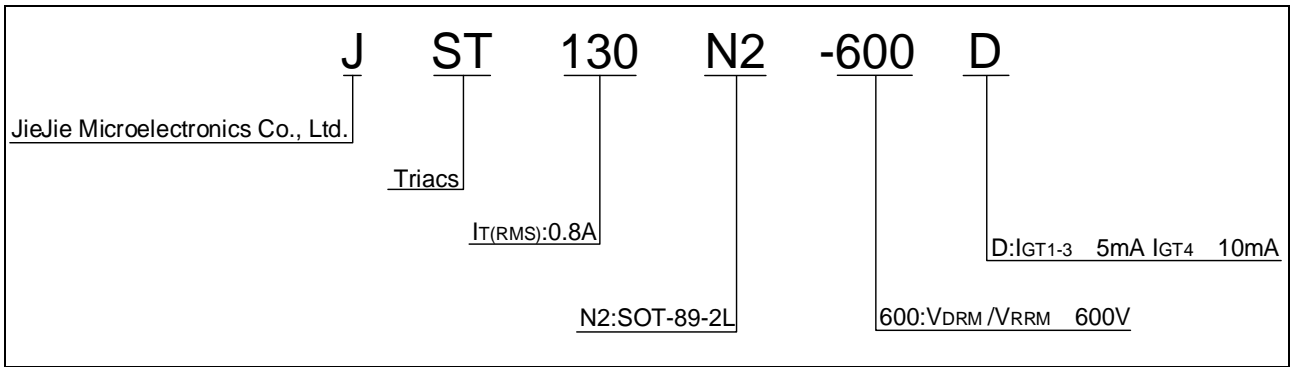 J ST 130 N2 -600 D
JieJie Microelectronics Co., Ltd.
Triacs
IT(RMS):0.8A
D:IGT1-3 5mA IGT4 10mA
N2:SOT-89-2L
600:VDRM /VRRM 600V